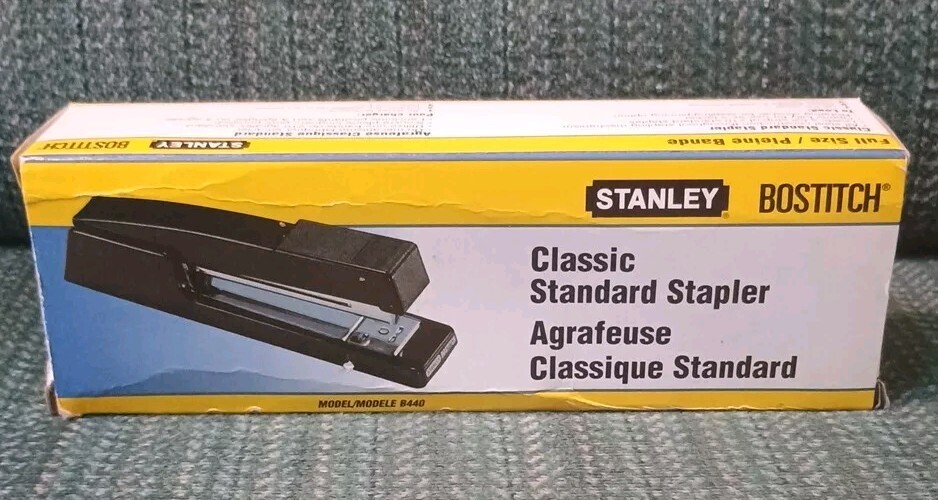 Classic Standard Stapler
Agrafeuse Classique Standard
Full Size / Pleine Bande
STANLEY
BOSTITCH
STANLEY BOSTITCH®
Classic
Standard Stapler
Agrafeuse
Classique Standard
MODEL/MODELE B440